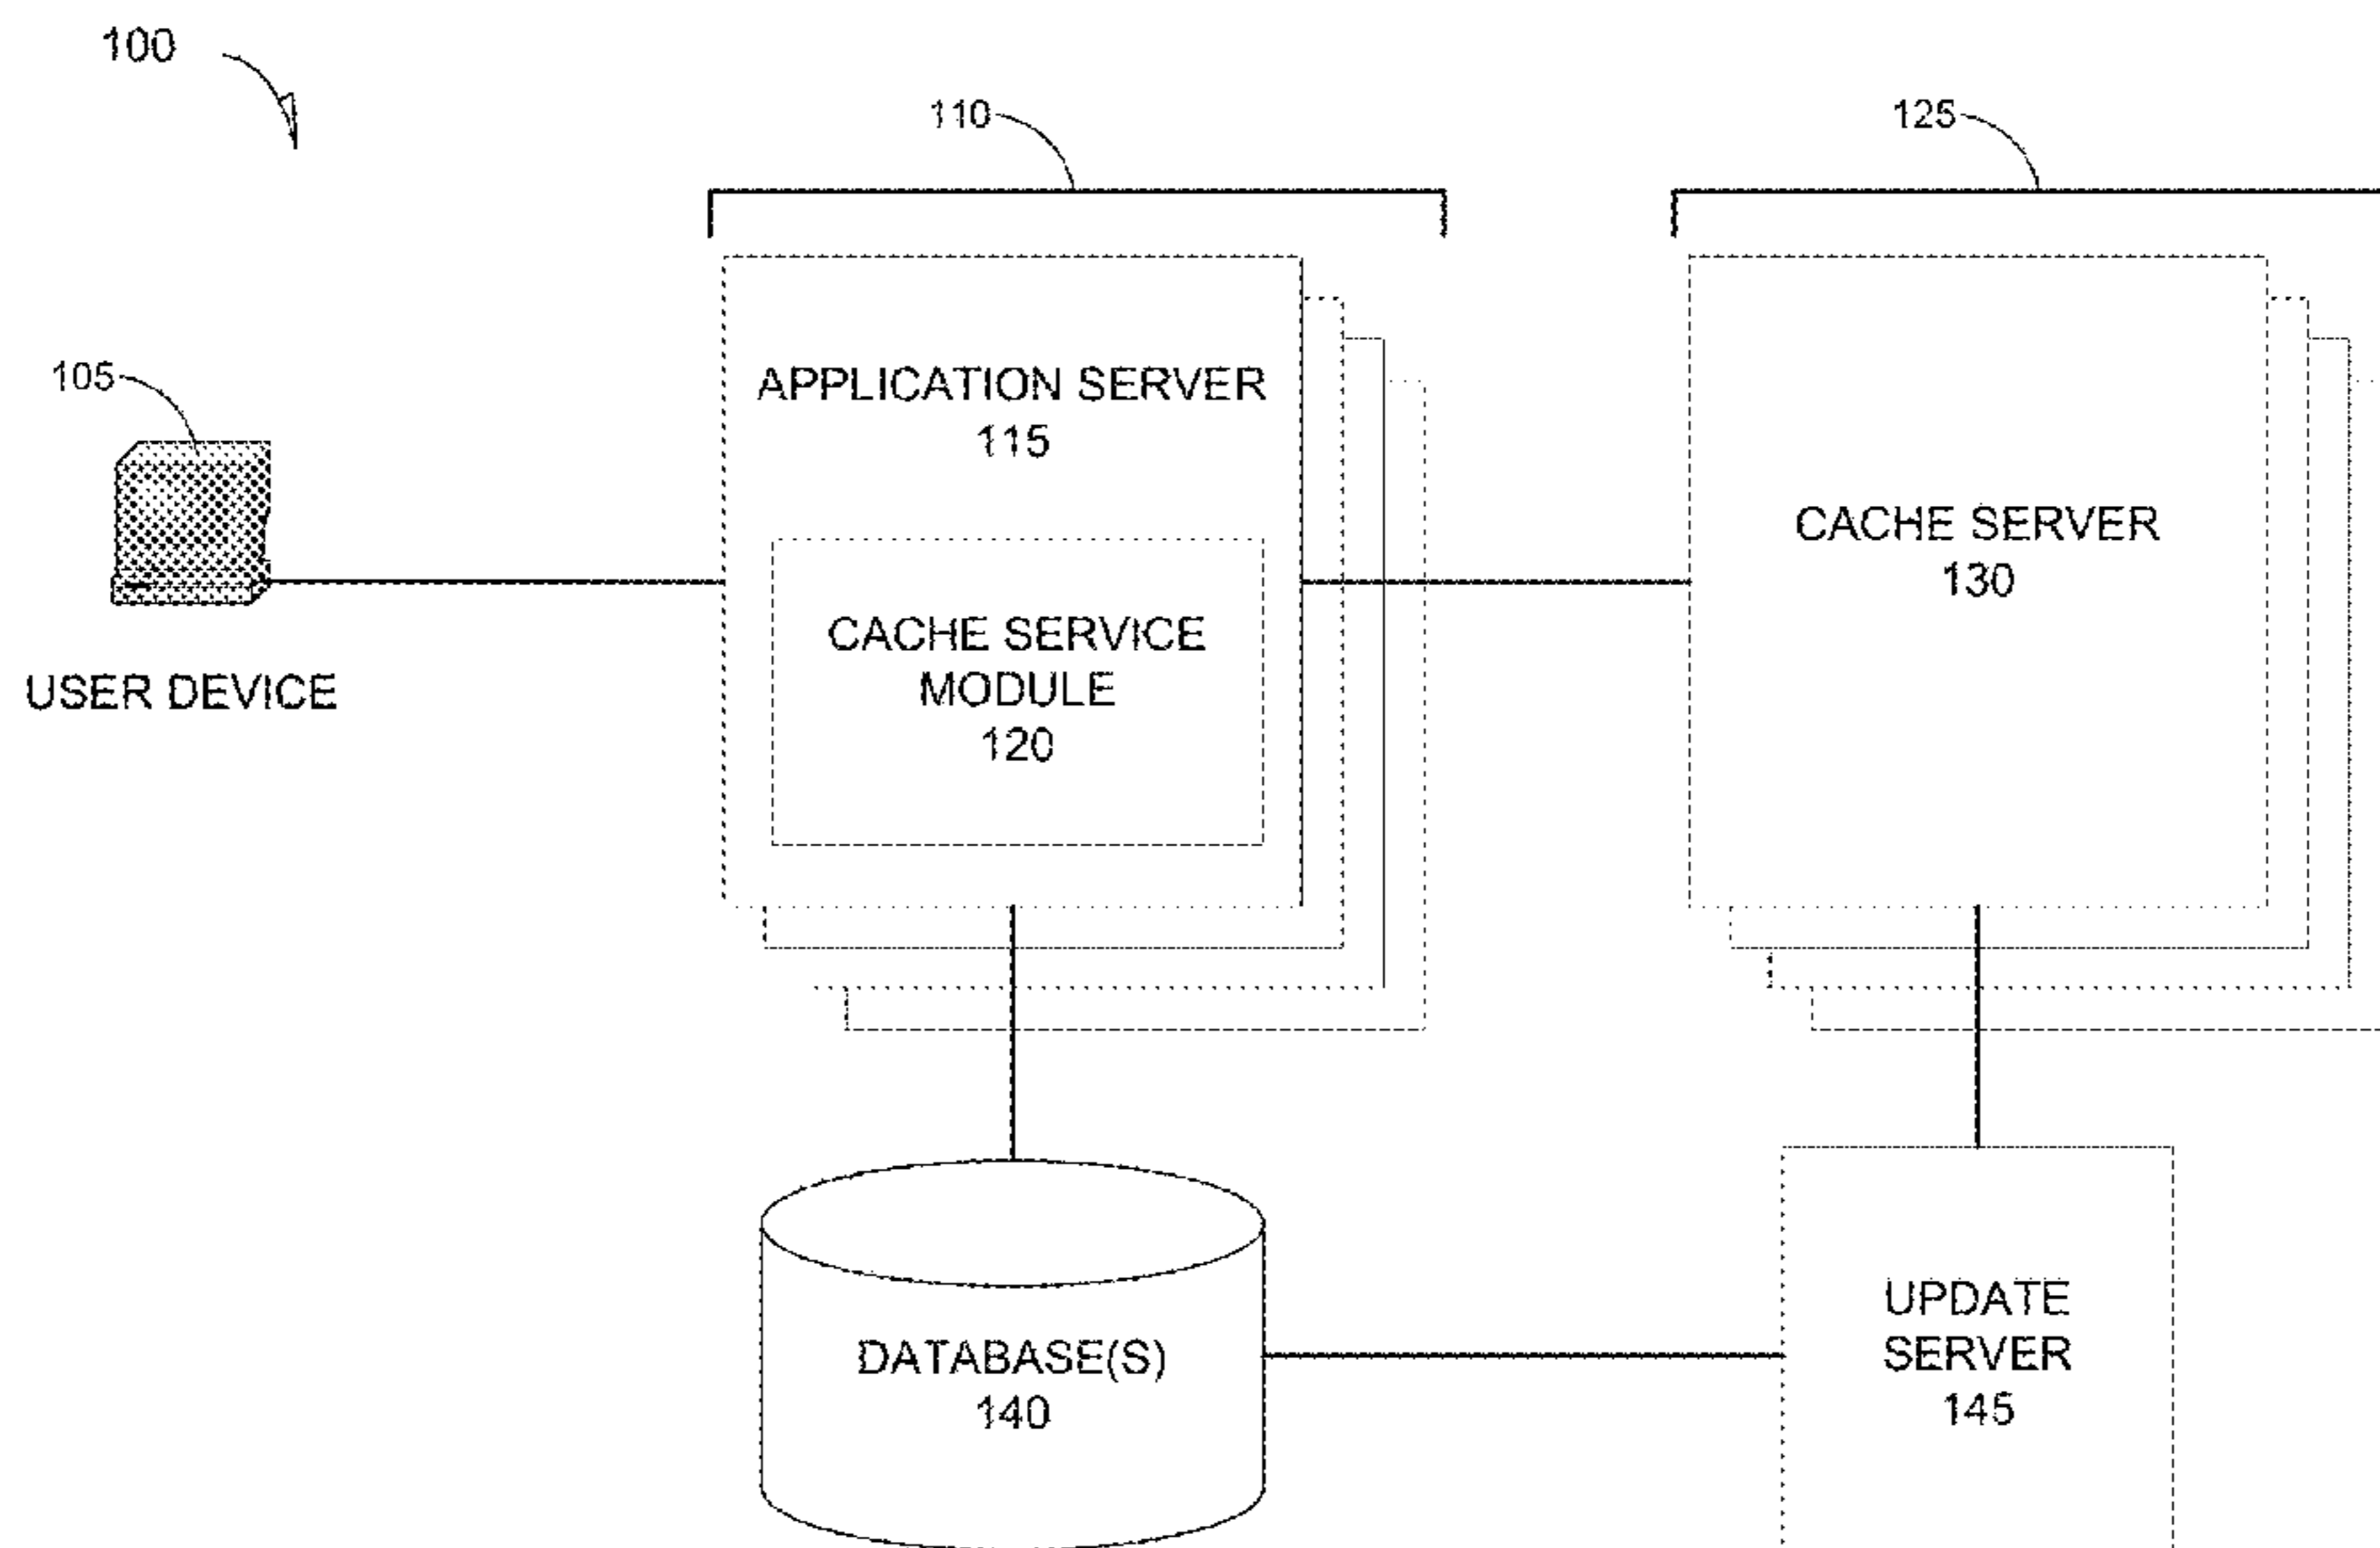 100
110
125
105
APPLICATION SERVER
115
CACHE SERVER
130
CACHE SERVICE
MODULE
120
USER DEVICE
DATABASE(S)
140
UPDATE
SERVER
145